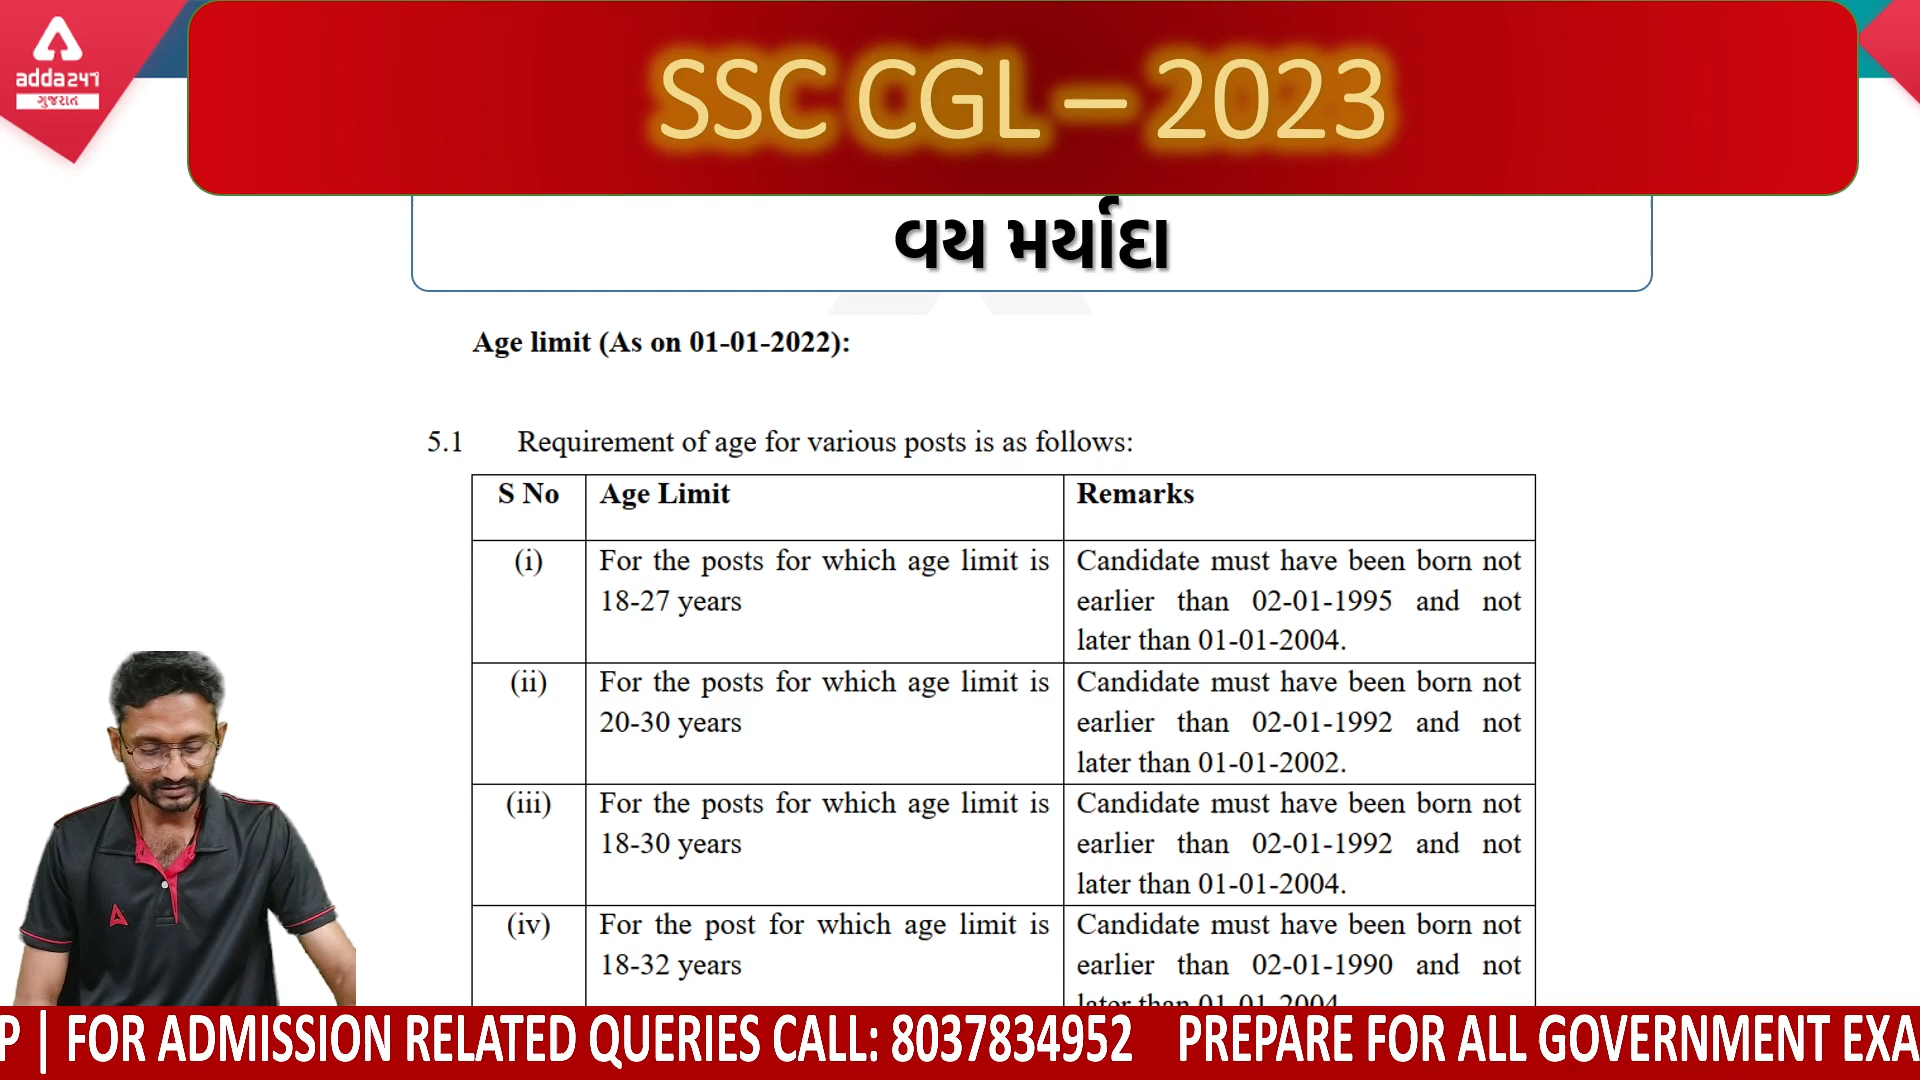 adda247
ગુજરાત
SSC CGL – 2023
વય મર્યાદા
Age limit (As on 01-01-2022):
5.1 Requirement of age for various posts is as follows:
S No Age Limit Remarks
(i) For the posts for which age limit is 18-27 years Candidate must have been born not earlier than 02-01-1995 and not later than 01-01-2004.
(ii) For the posts for which age limit is 20-30 years Candidate must have been born not earlier than 02-01-1992 and not later than 01-01-2002.
(iii) For the posts for which age limit is 18-30 years Candidate must have been born not earlier than 02-01-1992 and not later than 01-01-2004.
(iv) For the post for which age limit is 18-32 years Candidate must have been born not earlier than 02-01-1990 and not later than 01-01-2004
P | FOR ADMISSION RELATED QUERIES CALL: 8037834952 PREPARE FOR ALL GOVERNMENT EXA